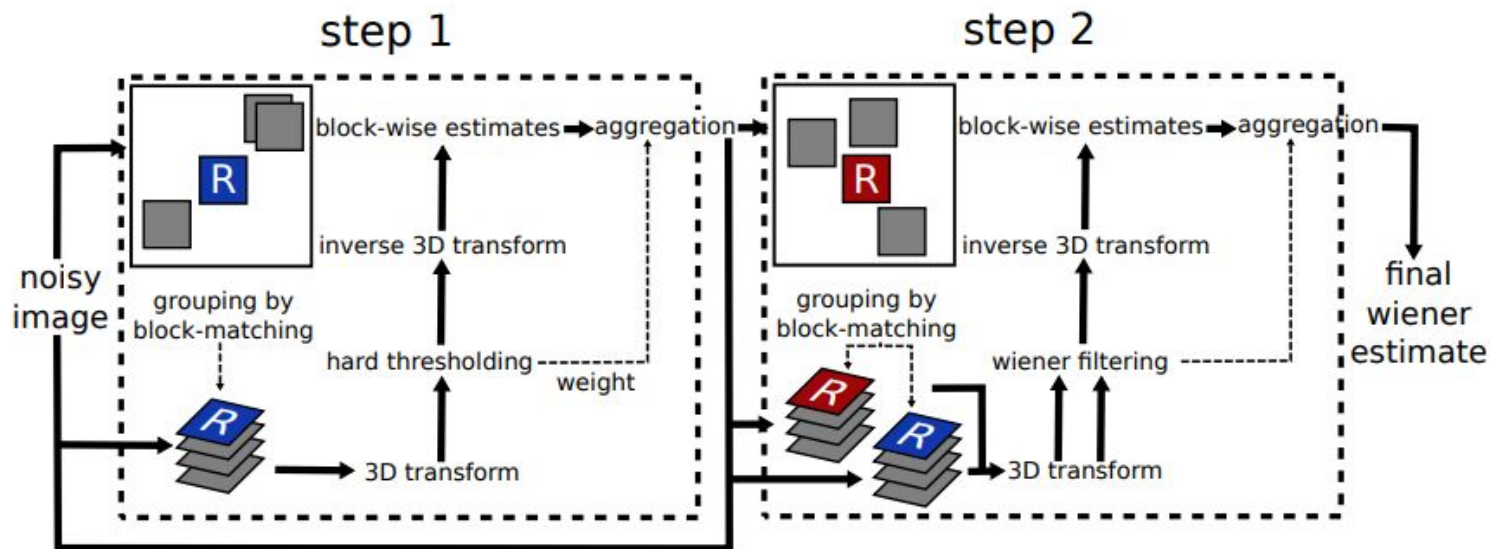 step 1
step 2
R
block-wise estimates
aggregation
inverse 3D transform
noisy
image
grouping by
block-matching
hard thresholding
weight
R
3D transform
R
block-wise estimates
aggregation
inverse 3D transform
grouping by
block-matching
wiener filtering
R
R
3D transform
final
wiener
estimate